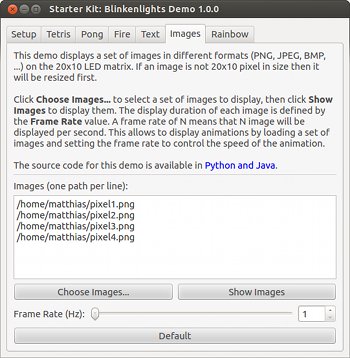 Starter Kit: Blinkenlights Demo 1.0.0
Setup Tetris Pong Fire Text Images Rainbow
This demo displays a set of images in different formats (PNG, JPEG, BMP,
...) on the 20x10 LED matrix. If an image is not 20x10 pixel in size then it
will be resized first.
Click Choose Images... to select a set of images to display, then click Show
Images to display them. The display duration of each image is defined by
the Frame Rate value. A frame rate of N means that N image will be
displayed per second. This allows to display animations by loading a set of
images and setting the frame rate to control the speed of the animation.
The source code for this demo is available in Python and Java.
Images (one path per line):
/home/matthias/pixel1.png
/home/matthias/pixel2.png
/home/matthias/pixel3.png
/home/matthias/pixel4.png
Choose Images... Show Images
Frame Rate (Hz): 1
Default